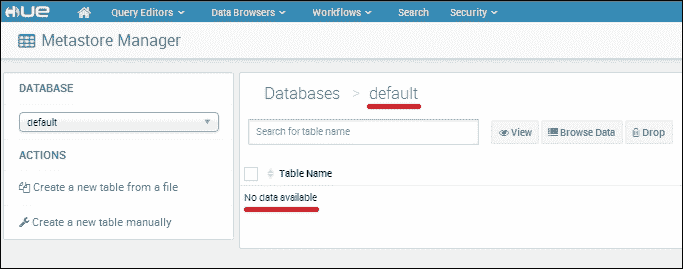 HUE Query Editors Data Browsers Workflows Search Security
Metastore Manager
DATABASE
default
ACTIONS
Create a new table from a file
Create a new table manually
Databases > default
Search for table name
View Browse Data Drop
Table Name
No data available